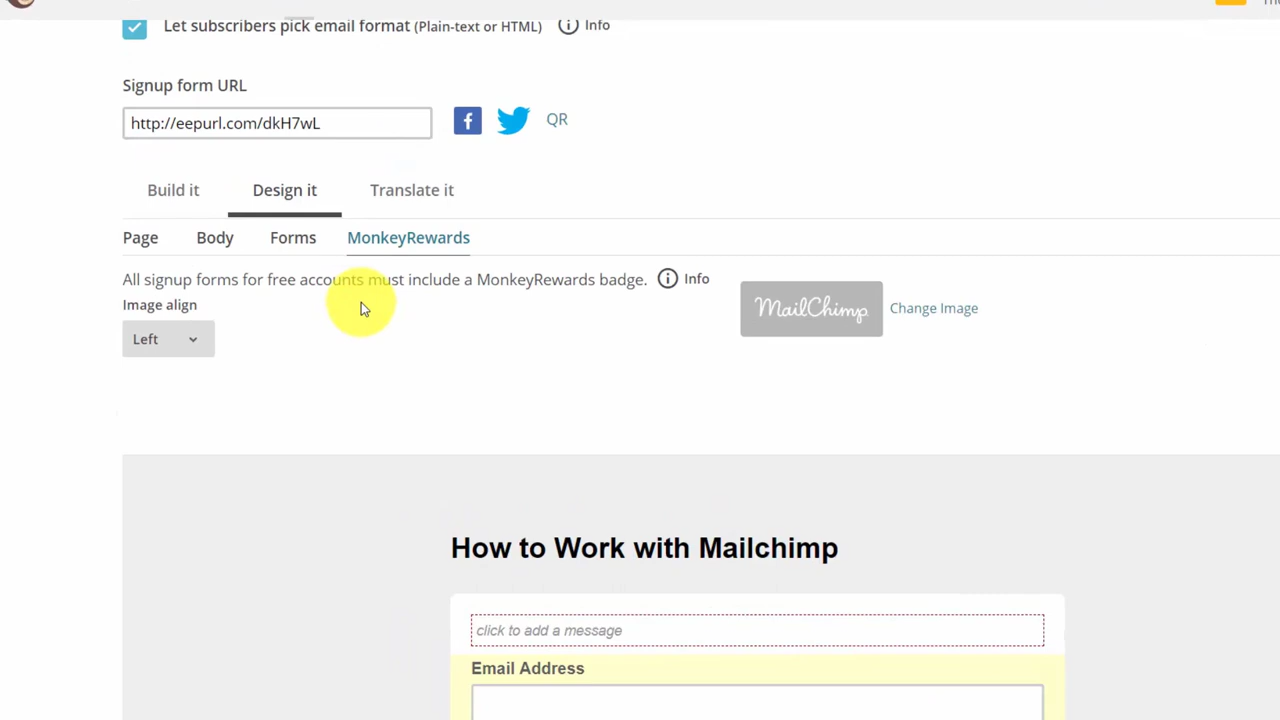 Let subscribers pick email format (Plain-text or HTML) Info
Signup form URL
http://eepurl.com/dkH7wL QR
Build it Design it Translate it
Page Body Forms MonkeyRewards
All signup forms for free accounts must include a MonkeyRewards badge. Info
Image align
Left
MailChimp Change Image
How to Work with Mailchimp
click to add a message
Email Address